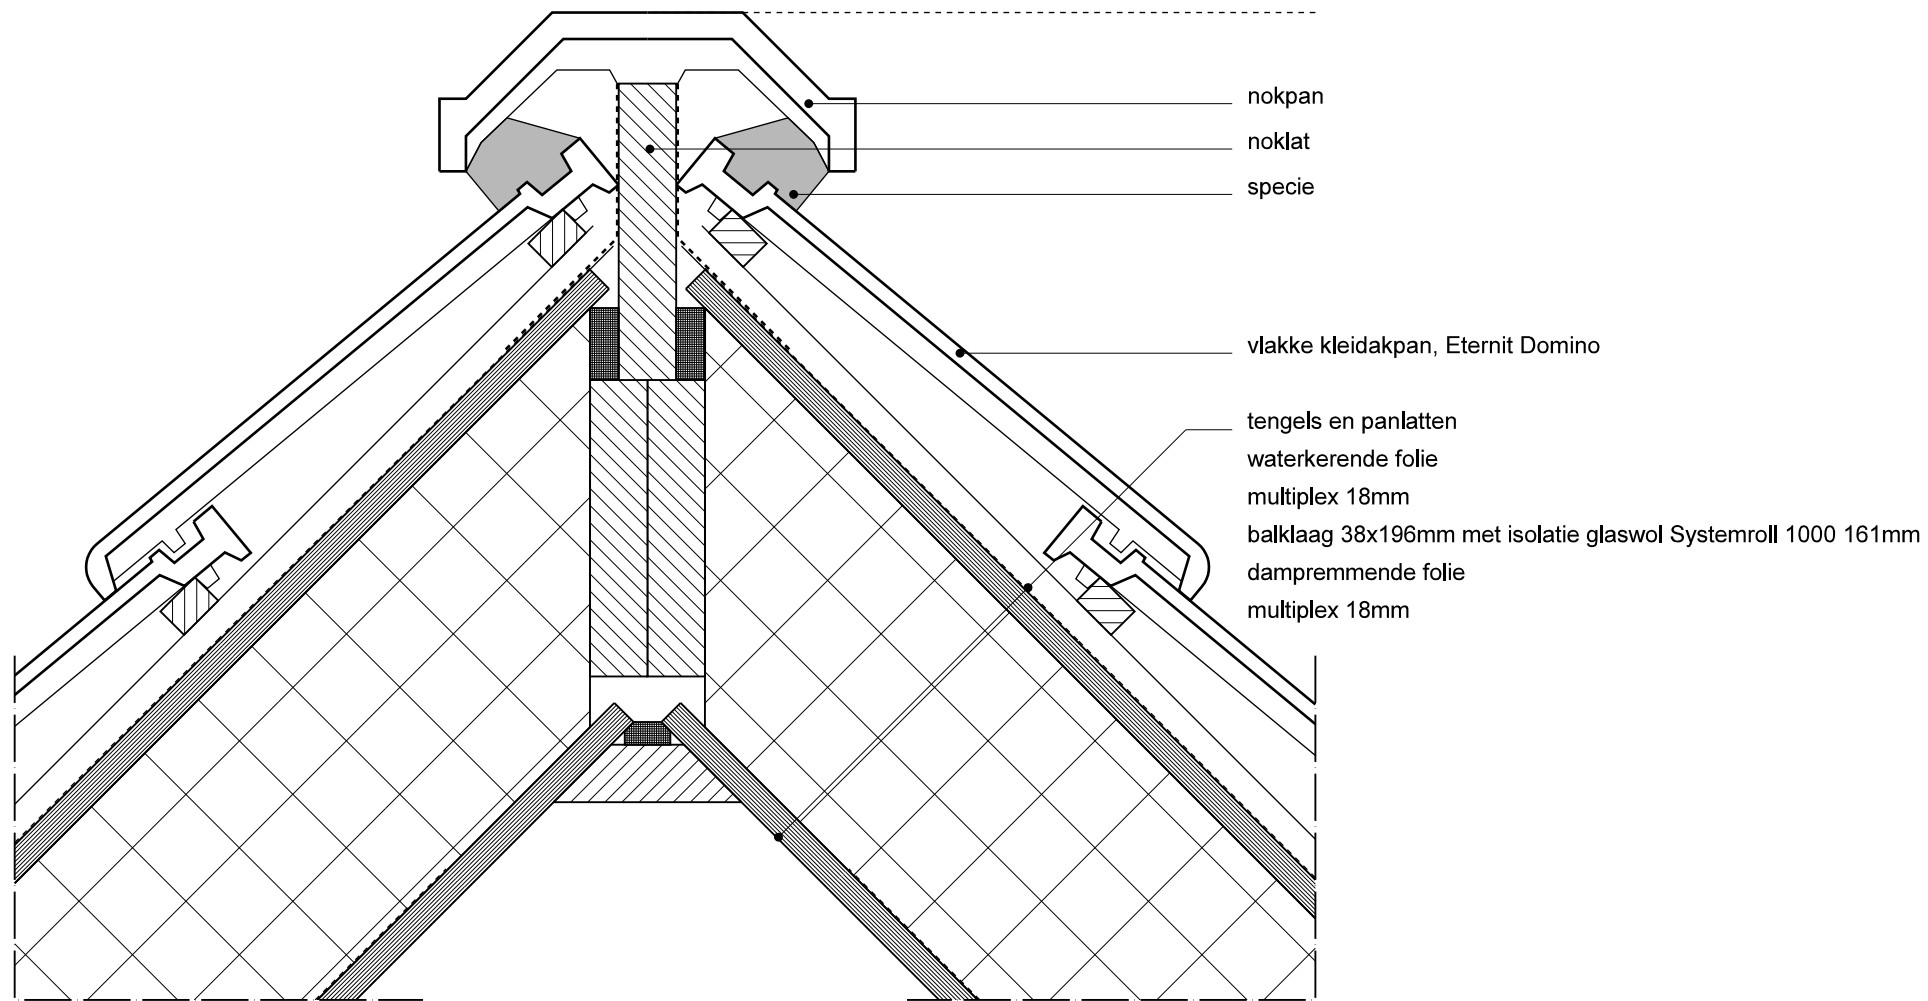 nokpan
noklat
specie
vlakke kleidakpan, Eternit Domino
tengels en panlatten
waterkerende folie
multiplex 18mm
balklaag 38x196mm met isolatie glaswol Systemroll 1000 161mm
dampremmende folie
multiplex 18mm